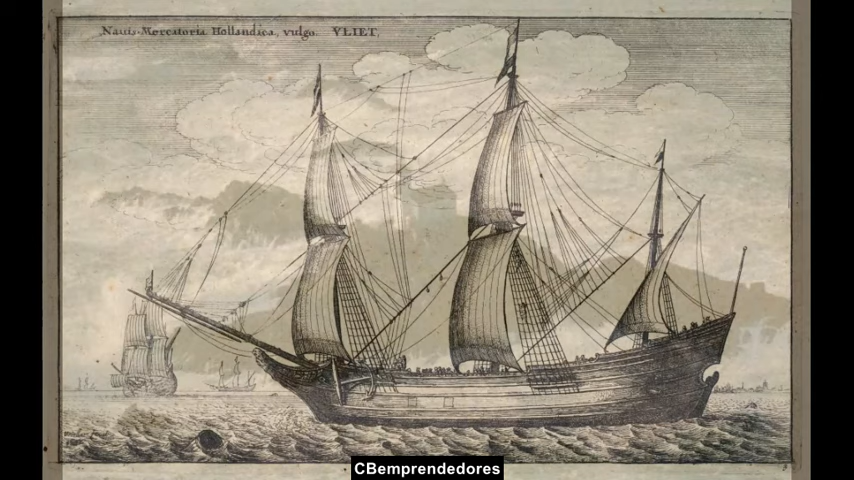 Nauis Mercatoria Hollandica, vulgo. VLIET,
CBemprendedores